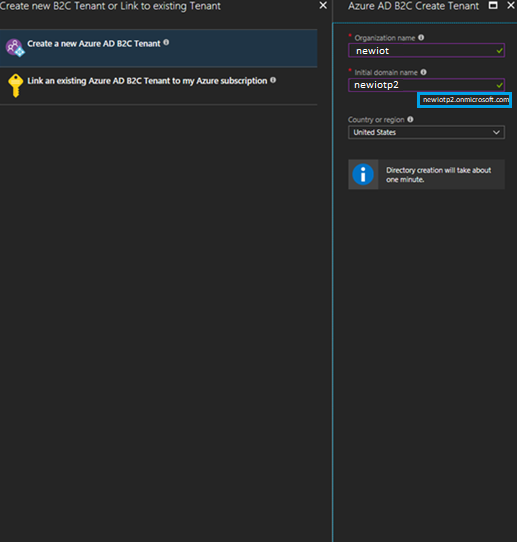 Create new B2C Tenant or Link to existing Tenant
Create a new Azure AD B2C Tenant
Link an existing Azure AD B2C Tenant to my Azure subscription
Azure AD B2C Create Tenant
* Organization name
newiot
* Initial domain name
newiotp2
newiotp2.onmicrosoft.com
Country or region
United States
Directory creation will take about
one minute.